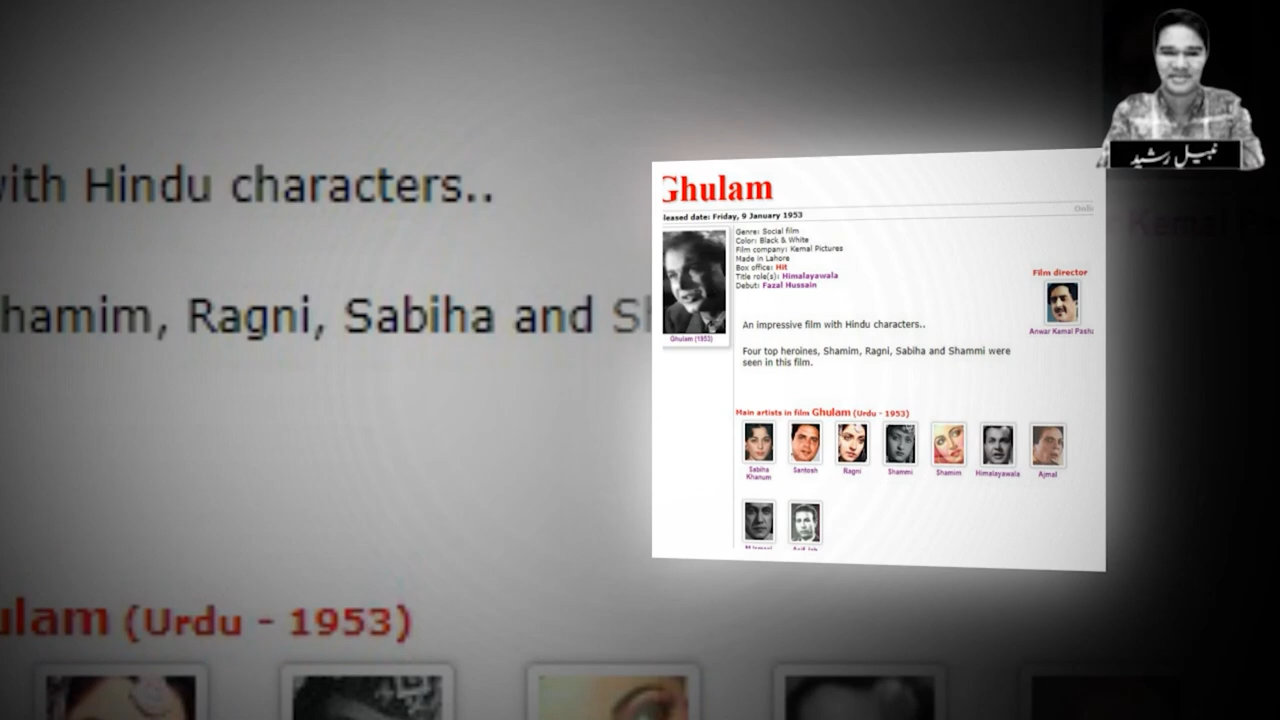 with Hindu characters..
hamim, Ragni, Sabiha and Sh
ulam (Urdu - 1953)
نبیل رشید
Ghulam
leased date: Friday, 9 January 1953
Genre: Social film
Color: Black & White
Film company: Kemal Pictures
Made in Lahore
Box office: Hit
Title role(s): Himalayawala
Debut: Fazal Hussain
Ghulam (1953)
Film director
Anwar Kemal Pasha
An impressive film with Hindu characters..
Four top heroines, Shamim, Ragni, Sabiha and Shammi were
seen in this film.
Main artists in film Ghulam (Urdu - 1953)
Sabiha Khanum
Santosh
Ragni
Shammi
Shamim
Himalayawala
Ajmal